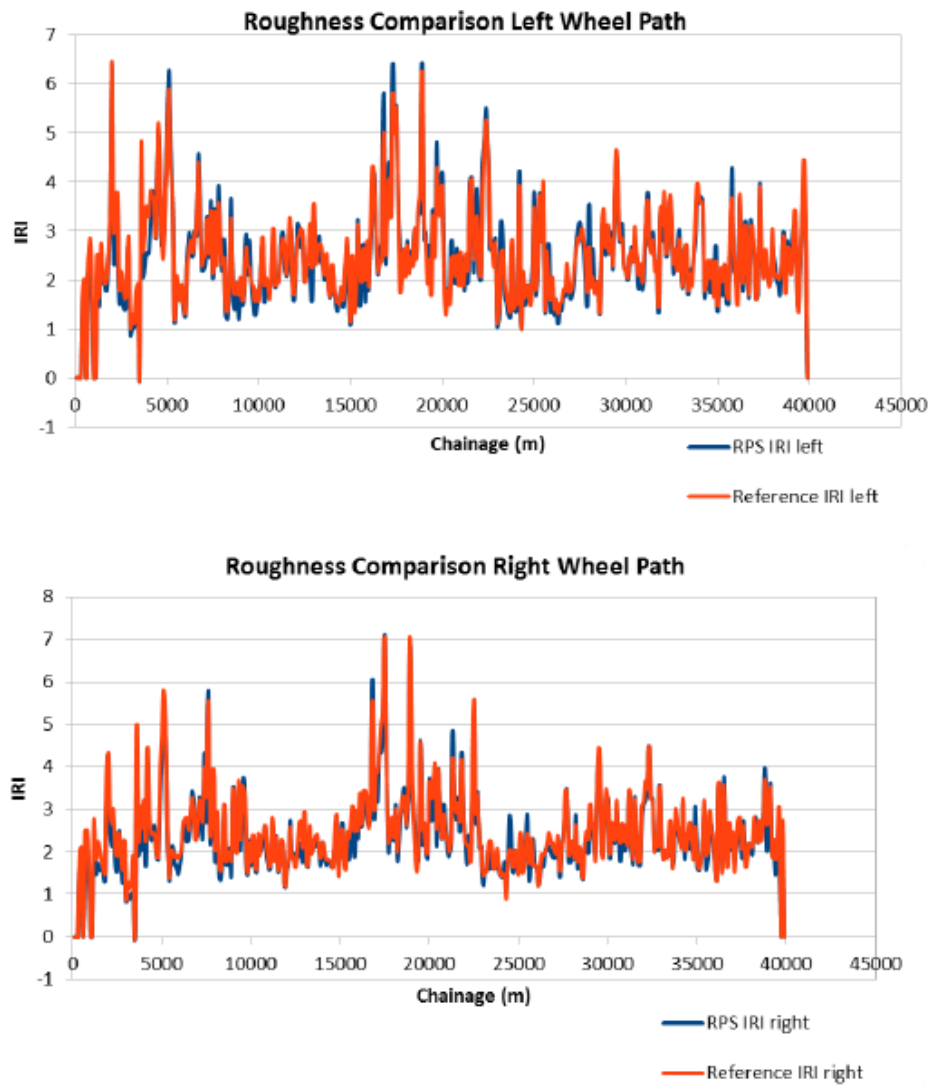 Roughness Comparison Left Wheel Path
7
6
5
4
3
2
1
0
-1
IRI
0 5000 10000 15000 20000 25000 30000 35000 40000 45000
Chainage (m)
RPS IRI left
Reference IRI left
Roughness Comparison Right Wheel Path
8
7
6
5
4
3
2
1
0
-1
IRI
0 5000 10000 15000 20000 25000 30000 35000 40000 45000
Chainage (m)
RPS IRI right
Reference IRI right